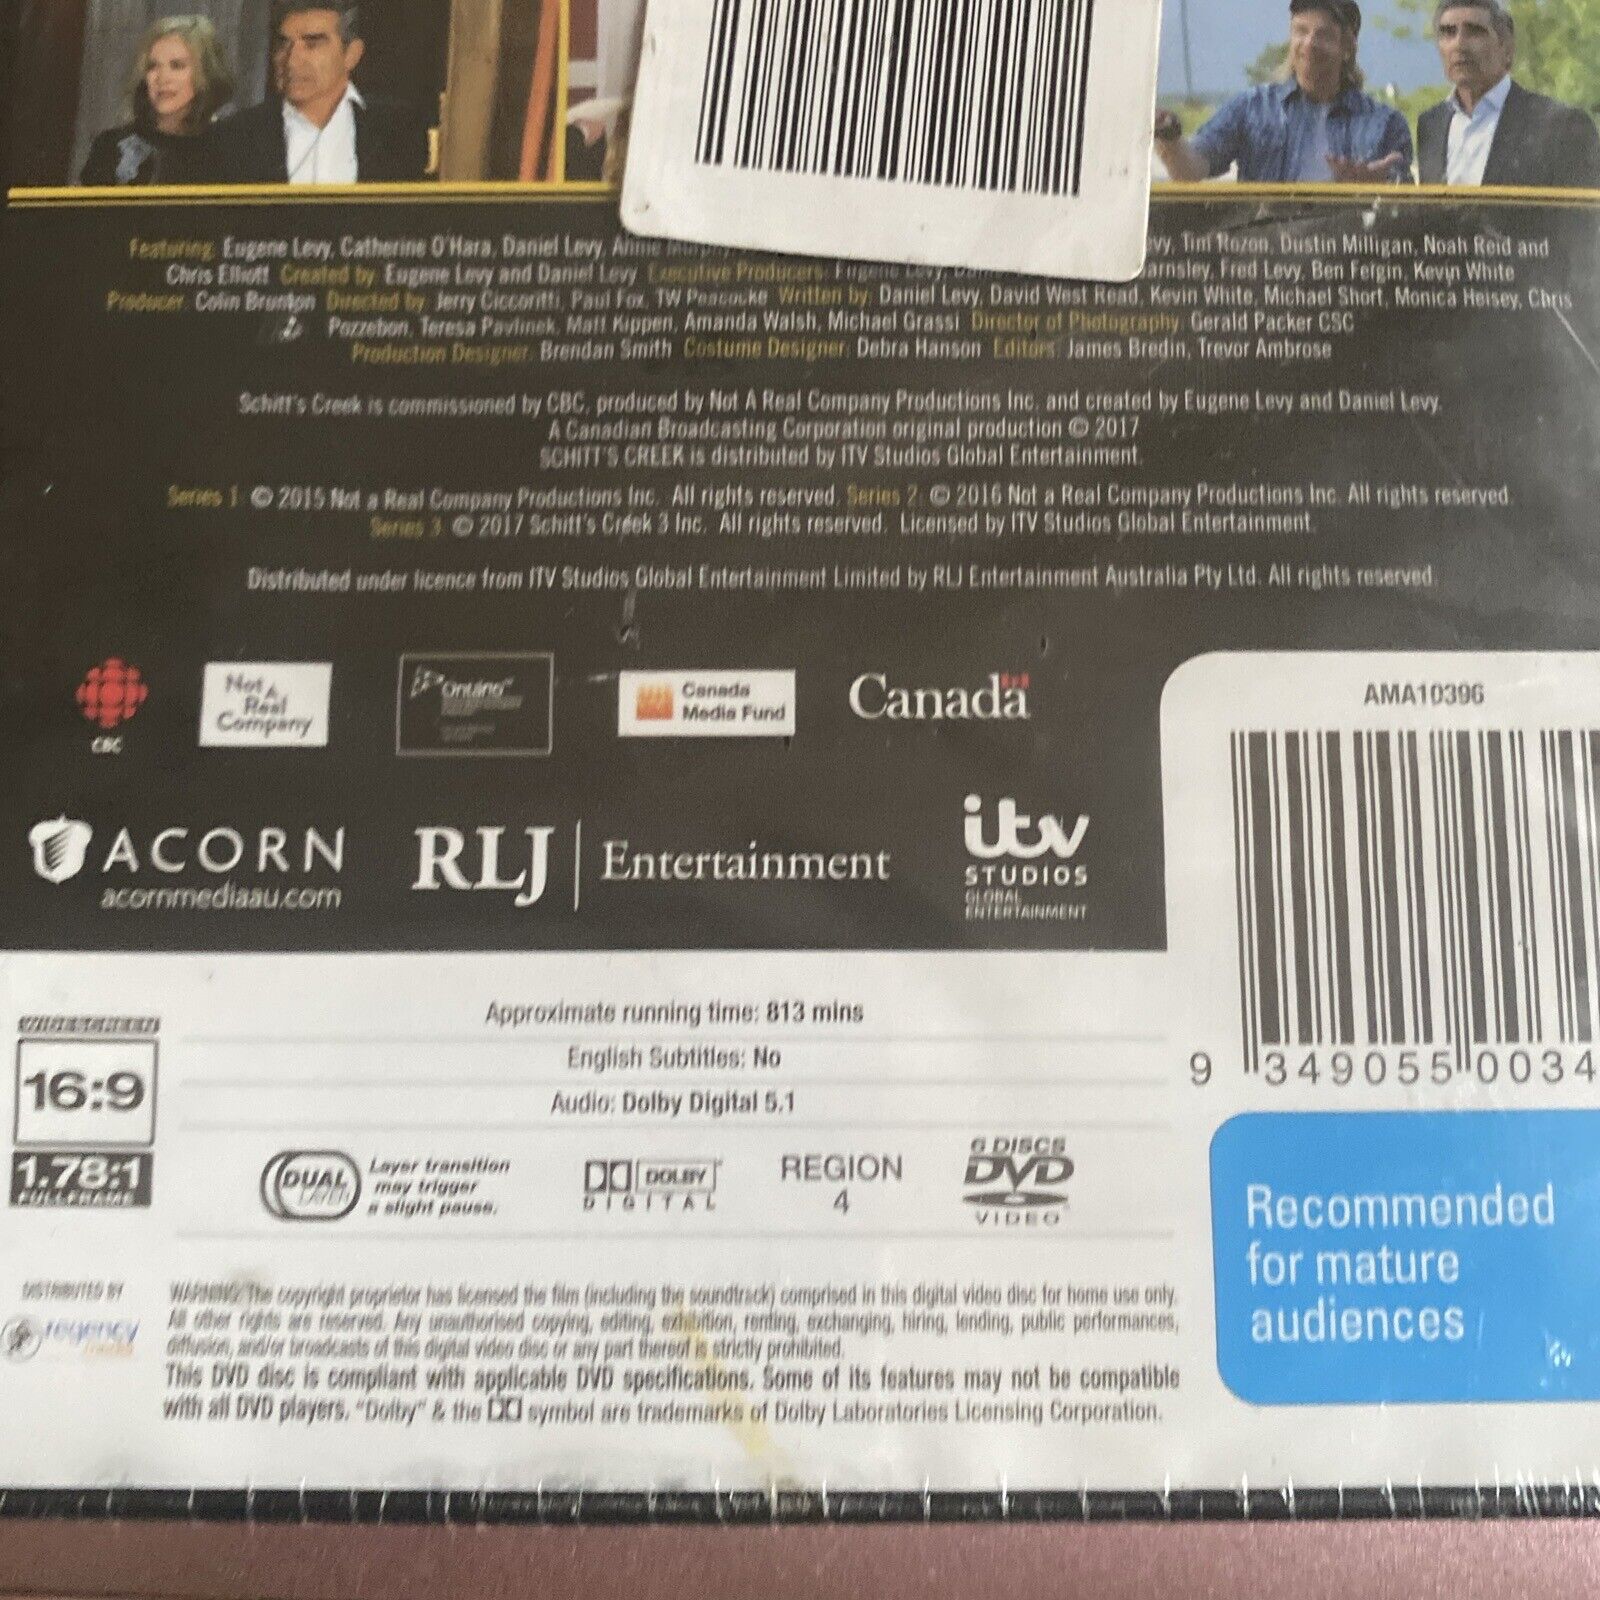 Featuring: Eugene Levy, Catherine O'Hara, Daniel Levy, Annie evy, Tim Rozon, Dustin Milligan, Noah Reid and
Chris Elliott Created by: Eugene Levy and Daniel Levy Executive Producers: Eugene Levy, arnsley, Fred Levy, Ben Fergin, Kevin White
Producer: Colin Brunton Directed by: Jerry Ciccoritti, Paul Fox, TW Peacocke Written by: Daniel Levy, David West Read, Kevin White, Michael Short, Monica Heisey, Chris
Pozzebon, Teresa Pavlinek, Matt Kippen, Amanda Walsh, Michael Grassi Director of Photography: Gerald Packer CSC
Production Designer: Brendan Smith Costume Designer: Debra Hanson Editors: James Bredin, Trevor Ambrose
Schitt's Creek is commissioned by CBC, produced by Not A Real Company Productions Inc. and created by Eugene Levy and Daniel Levy.
A Canadian Broadcasting Corporation original production © 2017
SCHITT'S CREEK is distributed by ITV Studios Global Entertainment.
Series 1: © 2015 Not a Real Company Productions Inc. All rights reserved. Series 2: © 2016 Not a Real Company Productions Inc. All rights reserved.
Series 3: © 2017 Schitt's Creek 3 Inc. All rights reserved. Licensed by ITV Studios Global Entertainment.
Distributed under licence from ITV Studios Global Entertainment Limited by RLJ Entertainment Australia Pty Ltd. All rights reserved.
CBC
Not A Real Company
Ontario
Canada Media Fund
Canada
AMA10396
ACORN
acornmediaau.com
RLJ Entertainment
itv STUDIOS GLOBAL ENTERTAINMENT
9 349055 0034
WIDESCREEN
16:9
1.78:1
FULL FRAME
Approximate running time: 813 mins
English Subtitles: No
Audio: Dolby Digital 5.1
DUAL LAYER
Layer transition
may trigger
a slight pause.
DOLBY
DIGITAL
REGION
4
6 DISCS
DVD
VIDEO
Recommended
for mature
audiences
DISTRIBUTED BY
regency
WARNING: The copyright proprietor has licensed the film (including the soundtrack) comprised in this digital video disc for home use only.
All other rights are reserved. Any unauthorised copying, editing, exhibition, renting, exchanging, hiring, lending, public performances,
diffusion, and/or broadcasts of this digital video disc or any part thereof is strictly prohibited.
This DVD disc is compliant with applicable DVD specifications. Some of its features may not be compatible
with all DVD players. "Dolby" & the symbol are trademarks of Dolby Laboratories Licensing Corporation.